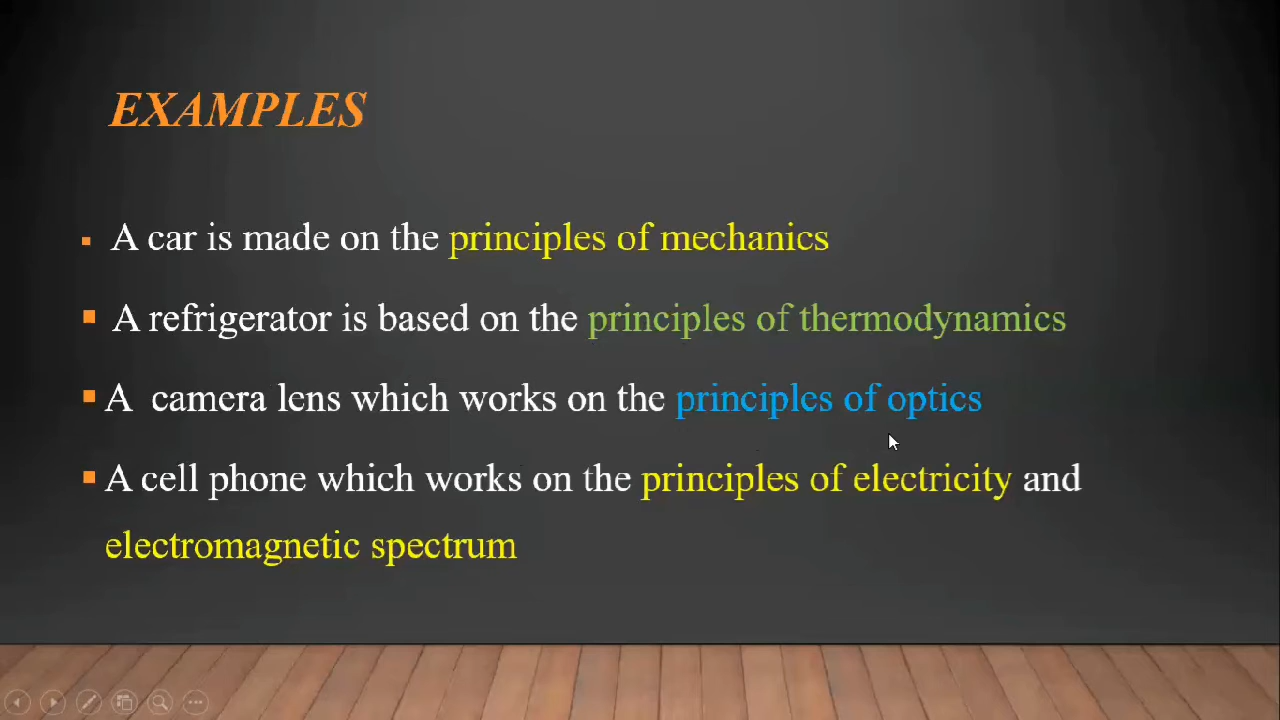 EXAMPLES
A car is made on the principles of mechanics
A refrigerator is based on the principles of thermodynamics
A camera lens which works on the principles of optics
A cell phone which works on the principles of electricity and
electromagnetic spectrum